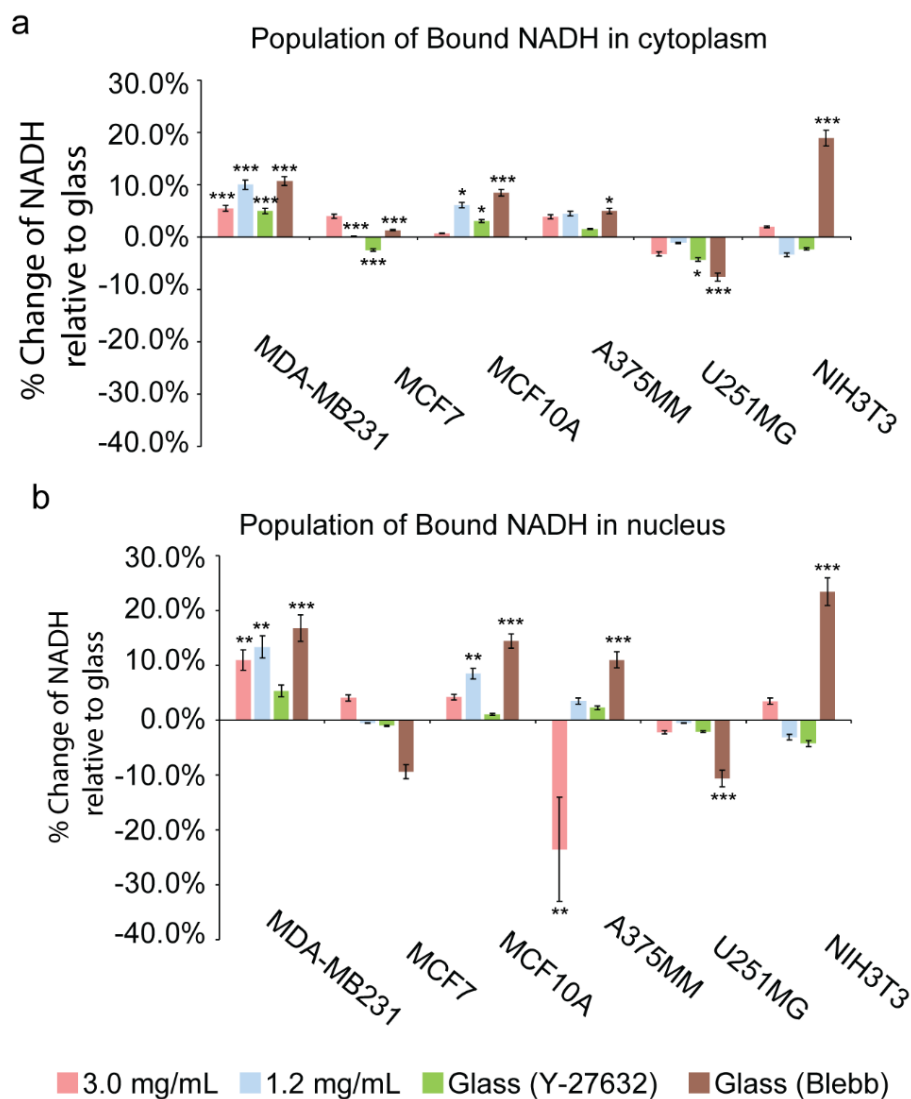 a
Population of Bound NADH in cytoplasm
% Change of NADH
relative to glass
30.0%
20.0%
10.0%
0.0%
-10.0%
-20.0%
-30.0%
-40.0%
*** *** *** ***
*** *** ***
* * ***
*
* ***
***
MDA-MB231
MCF7
MCF10A
A375MM
U251MG
NIH3T3
b
Population of Bound NADH in nucleus
% Change of NADH
relative to glass
30.0%
20.0%
10.0%
0.0%
-10.0%
-20.0%
-30.0%
-40.0%
** ** ***
** ***
** ***
***
***
MDA-MB231
MCF7
MCF10A
A375MM
U251MG
NIH3T3
3.0 mg/mL 1.2 mg/mL Glass (Y-27632) Glass (Blebb)